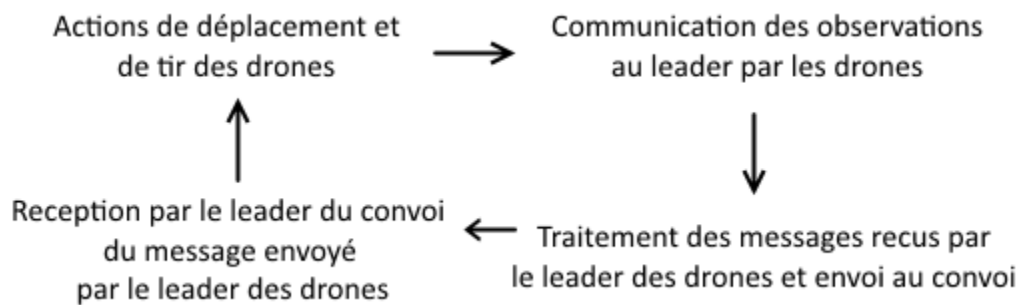 Actions de déplacement et
de tir des drones
Communication des observations
au leader par les drones
Traitement des messages recus par
le leader des drones et envoi au convoi
Reception par le leader du convoi
du message envoyé
par le leader des drones